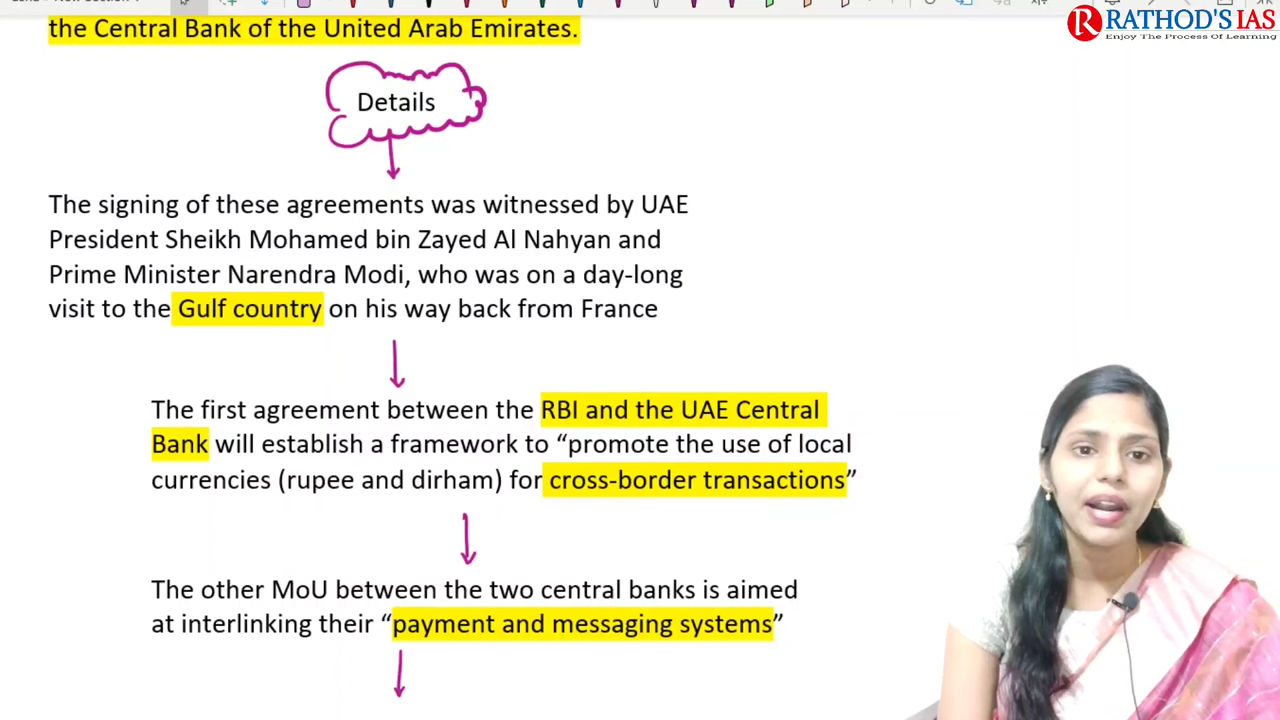 RATHOD'S IAS
Enjoy The Process Of Learning
the Central Bank of the United Arab Emirates.
Details
The signing of these agreements was witnessed by UAE
President Sheikh Mohamed bin Zayed Al Nahyan and
Prime Minister Narendra Modi, who was on a day-long
visit to the Gulf country on his way back from France
The first agreement between the RBI and the UAE Central
Bank will establish a framework to “promote the use of local
currencies (rupee and dirham) for cross-border transactions”
The other MoU between the two central banks is aimed
at interlinking their “payment and messaging systems”